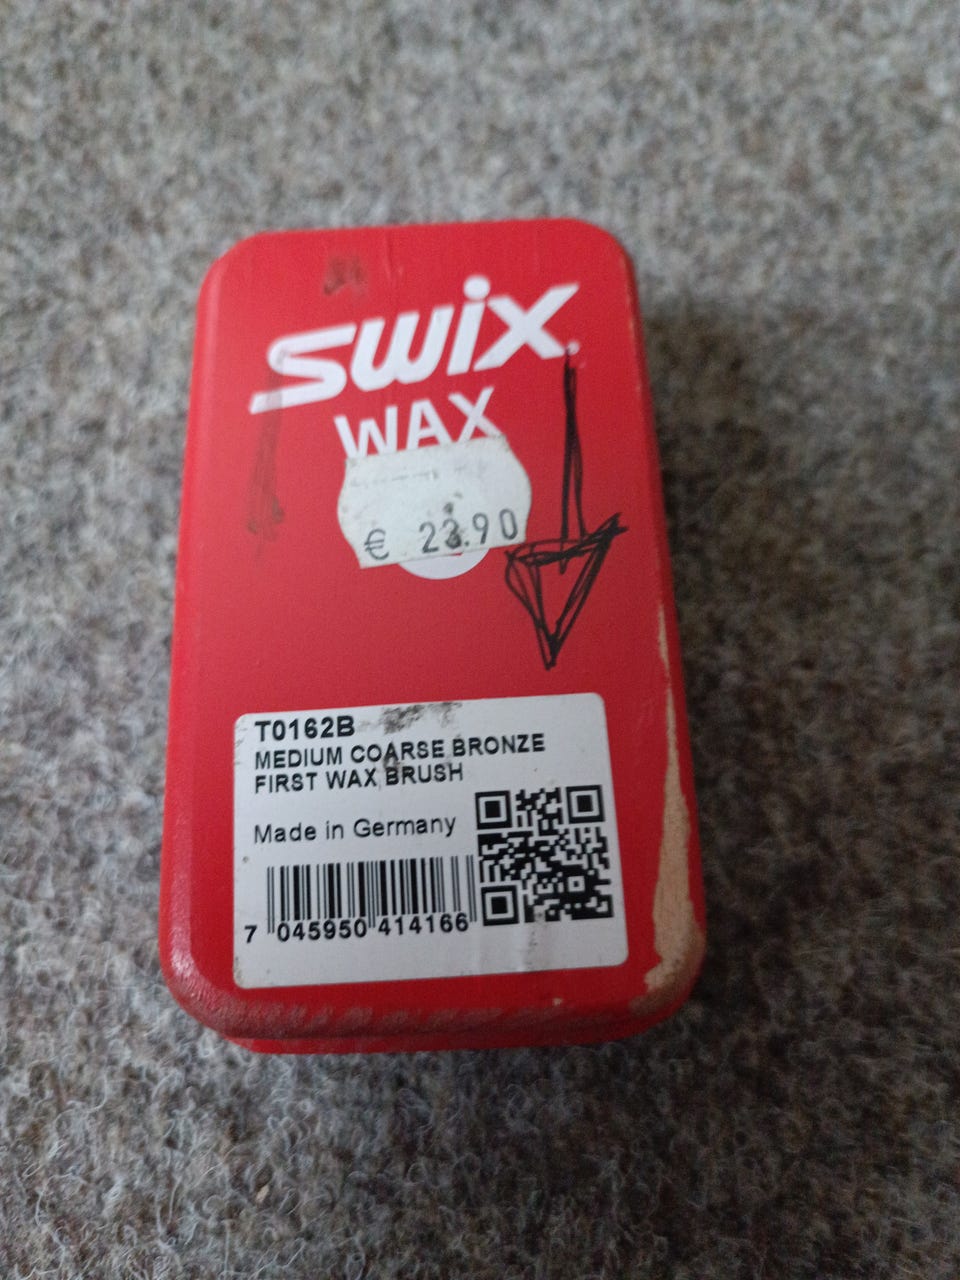 SWIX
WAX
€ 23.90
T0162B
MEDIUM COARSE BRONZE
FIRST WAX BRUSH
Made in Germany
7 045950 414166